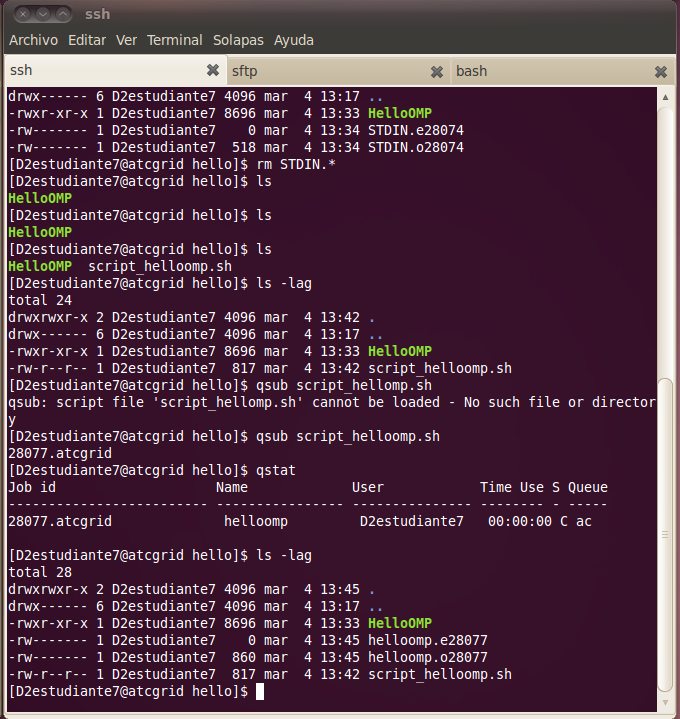 ssh
Archivo Editar Ver Terminal Solapas Ayuda
ssh sftp bash
drwx------ 6 D2estudiante7 4096 mar  4 13:17 ..
-rwxr-xr-x 1 D2estudiante7 8696 mar  4 13:33 HelloOMP
-rw------- 1 D2estudiante7    0 mar  4 13:34 STDIN.e28074
-rw------- 1 D2estudiante7  518 mar  4 13:34 STDIN.o28074
[D2estudiante7@atcgrid hello]$ rm STDIN.*
[D2estudiante7@atcgrid hello]$ ls
HelloOMP
[D2estudiante7@atcgrid hello]$ ls
HelloOMP
[D2estudiante7@atcgrid hello]$ ls
HelloOMP  script_helloomp.sh
[D2estudiante7@atcgrid hello]$ ls -lag
total 24
drwxrwxr-x 2 D2estudiante7 4096 mar  4 13:42 .
drwx------ 6 D2estudiante7 4096 mar  4 13:17 ..
-rwxr-xr-x 1 D2estudiante7 8696 mar  4 13:33 HelloOMP
-rw-r--r-- 1 D2estudiante7  817 mar  4 13:42 script_helloomp.sh
[D2estudiante7@atcgrid hello]$ qsub script_hellomp.sh
qsub: script file 'script_hellomp.sh' cannot be loaded - No such file or director
y
[D2estudiante7@atcgrid hello]$ qsub script_helloomp.sh
28077.atcgrid
[D2estudiante7@atcgrid hello]$ qstat
Job id                    Name             User            Time Use S Queue
------------------------- ---------------- --------------- -------- - -----
28077.atcgrid              helloomp         D2estudiante7   00:00:00 C ac
[D2estudiante7@atcgrid hello]$ ls -lag
total 28
drwxrwxr-x 2 D2estudiante7 4096 mar  4 13:45 .
drwx------ 6 D2estudiante7 4096 mar  4 13:17 ..
-rwxr-xr-x 1 D2estudiante7 8696 mar  4 13:33 HelloOMP
-rw------- 1 D2estudiante7    0 mar  4 13:45 helloomp.e28077
-rw------- 1 D2estudiante7  860 mar  4 13:45 helloomp.o28077
-rw-r--r-- 1 D2estudiante7  817 mar  4 13:42 script_helloomp.sh
[D2estudiante7@atcgrid hello]$